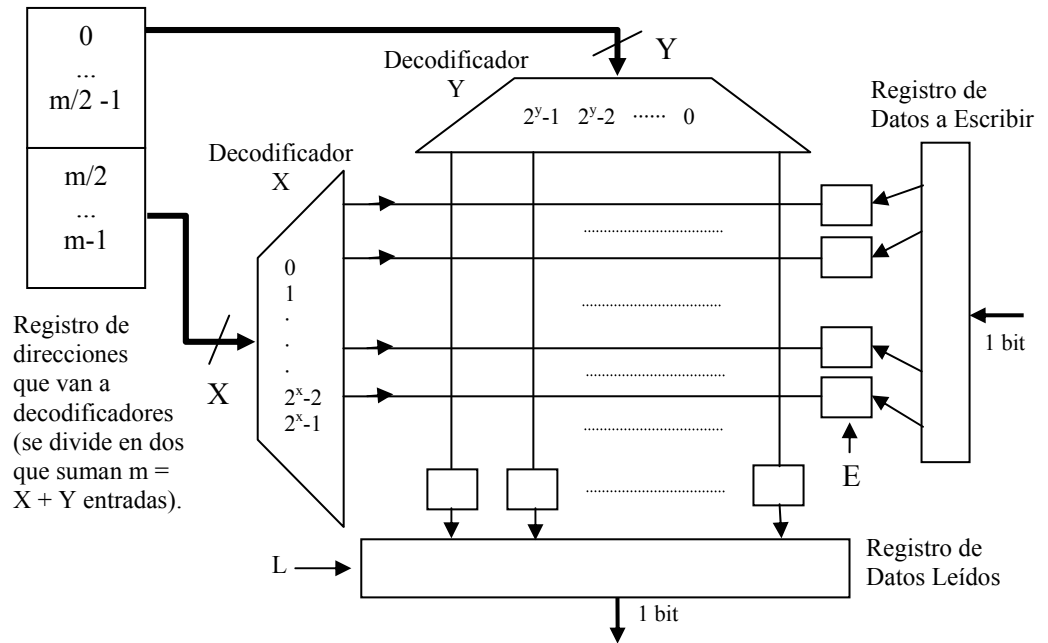 0
...
m/2 -1
m/2
...
m-1
Registro de
direcciones
que van a
decodificadores
(se divide en dos
que suman m =
X + Y entradas).
Y
Decodificador
Y
2^y-1 2^y-2 ...... 0
X
Decodificador
X
0
1
.
.
.
2^x-2
2^x-1
Registro de
Datos a Escribir
1 bit
E
L
Registro de
Datos Leídos
1 bit